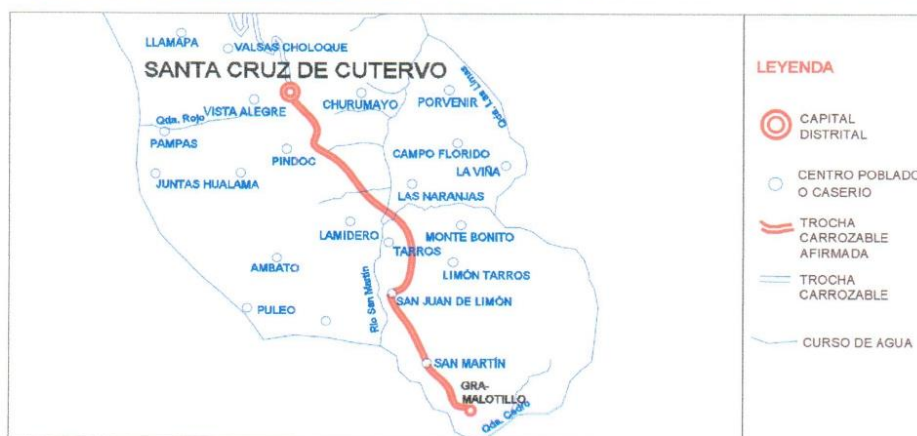 LLAMAPA
VALSAS CHOLOQUE
SANTA CRUZ DE CUTERVO
Qda. Las Limas
VISTA ALEGRE
CHURUMAYO
PORVENIR
Qda. Rojo
PAMPAS
PINDOC
CAMPO FLORIDO
LA VIÑA
JUNTAS HUALAMA
LAS NARANJAS
LAMIDERO
TARROS
MONTE BONITO
AMBATO
LIMÓN TARROS
Río San Martín
PULEO
SAN JUAN DE LIMÓN
SAN MARTÍN
GRA-
MALOTILLO
Qda. Cedro
LEYENDA
CAPITAL
DISTRITAL
CENTRO POBLADO
O CASERIO
TROCHA
CARROZABLE
AFIRMADA
TROCHA
CARROZABLE
CURSO DE AGUA